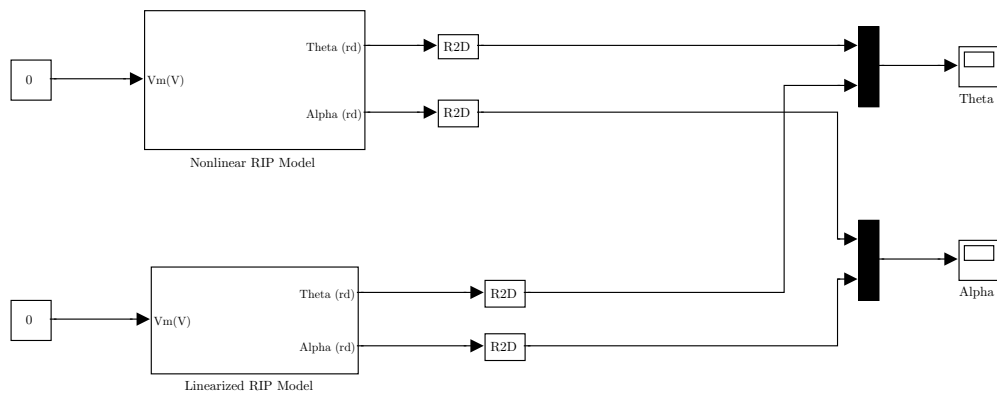 Theta (rd)
R2D
0
Vm(V)
Theta
Alpha (rd)
R2D
Nonlinear RIP Model
Theta (rd)
R2D
Alpha
0
Vm(V)
Alpha (rd)
R2D
Linearized RIP Model